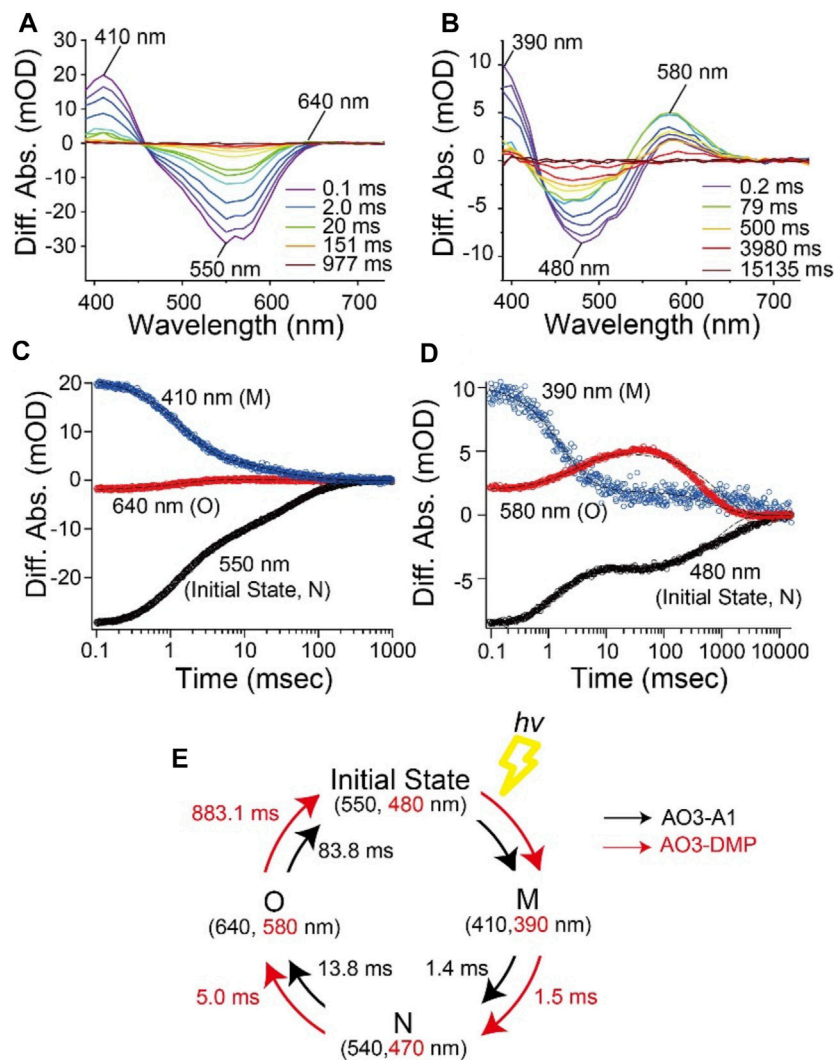 A
Diff. Abs. (mOD)
30
20
10
0
-10
-20
-30
410 nm
640 nm
550 nm
0.1 ms
2.0 ms
20 ms
151 ms
977 ms
400 500 600 700
Wavelength (nm)
B
Diff. Abs. (mOD)
10
5
0
-5
-10
390 nm
580 nm
480 nm
0.2 ms
79 ms
500 ms
3980 ms
15135 ms
400 500 600 700
Wavelength (nm)
C
Diff. Abs. (mOD)
20
10
0
-10
-20
410 nm (M)
640 nm (O)
550 nm
(Initial State, N)
0.1 1 10 100 1000
Time (msec)
D
Diff. Abs. (mOD)
10
5
0
-5
390 nm (M)
580 nm (O)
480 nm
(Initial State, N)
0.1 1 10 100 1000 10000
Time (msec)
E
hv
Initial State
(550, 480 nm)
883.1 ms
83.8 ms
AO3-A1
AO3-DMP
O
(640, 580 nm)
M
(410,390 nm)
13.8 ms
1.4 ms
5.0 ms
1.5 ms
N
(540,470 nm)